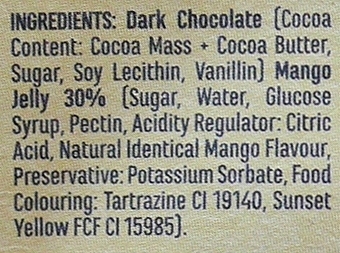 INGREDIENTS: Dark Chocolate (Cocoa
Content: Cocoa Mass + Cocoa Butter,
Sugar, Soy Lecithin, Vanillin) Mango
Jelly 30% (Sugar, Water, Glucose
Syrup, Pectin, Acidity Regulator: Citric
Acid, Natural Identical Mango Flavour,
Preservative: Potassium Sorbate, Food
Colouring: Tartrazine CI 19140, Sunset
Yellow FCF CI 15985).